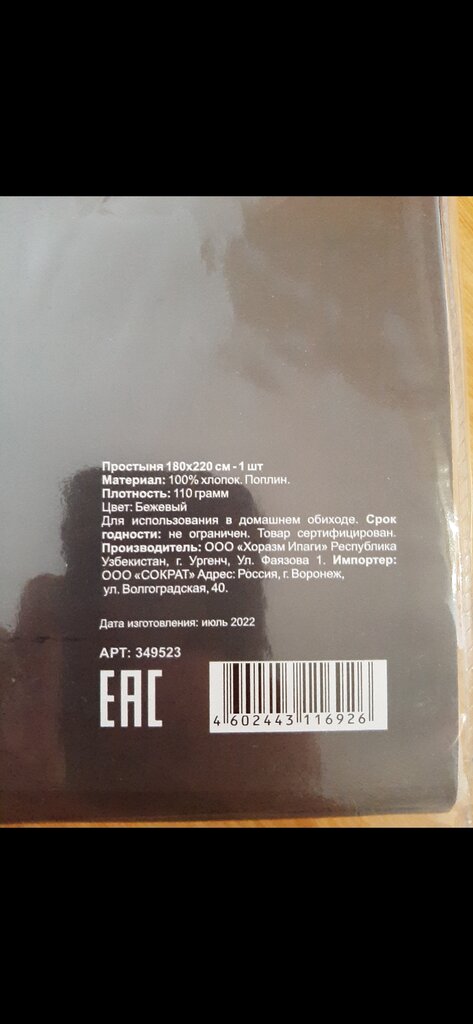 Простыня 180х220 см - 1 шт
Материал: 100% хлопок. Поплин.
Плотность: 110 грамм
Цвет: Бежевый
Для использования в домашнем обиходе. Срок
годности: не ограничен. Товар сертифицирован.
Производитель: ООО «Хоразм Ипаги» Республика
Узбекистан, г. Ургенч, Ул. Фаязова 1. Импортер:
ООО «СОКРАТ» Адрес: Россия, г. Воронеж,
ул. Волгоградская, 40.
Дата изготовления: июль 2022
АРТ: 349523
ЕАС
4 602443 116926